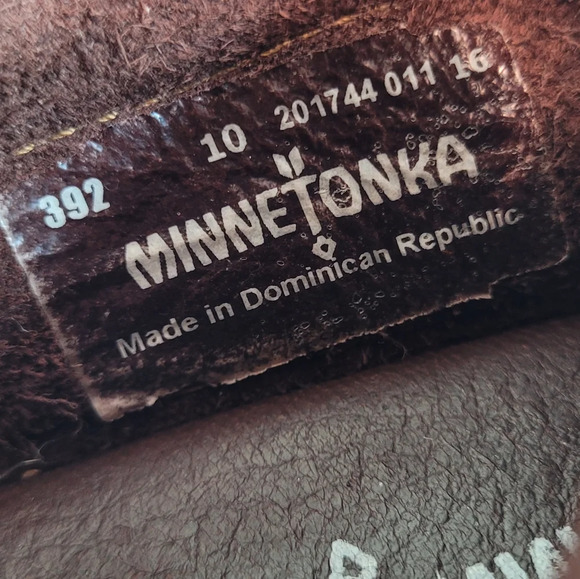 392 10 201744 011 16
MINNETONKA
Made in Dominican Republic